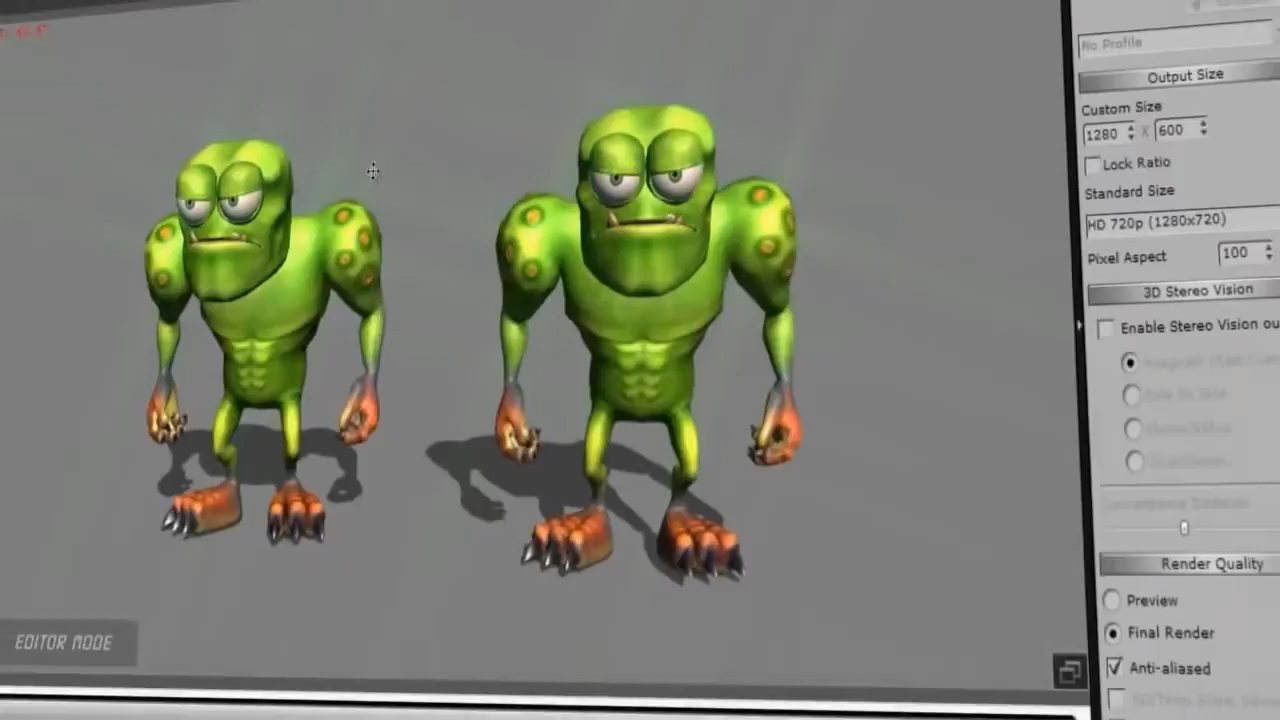 No Profile
Output Size
Custom Size
1280 X 600
Lock Ratio
Standard Size
HD 720p (1280x720)
Pixel Aspect 100
3D Stereo Vision
Enable Stereo Vision ou
Render Quality
Preview
Final Render
Anti-aliased
EDITOR MODE